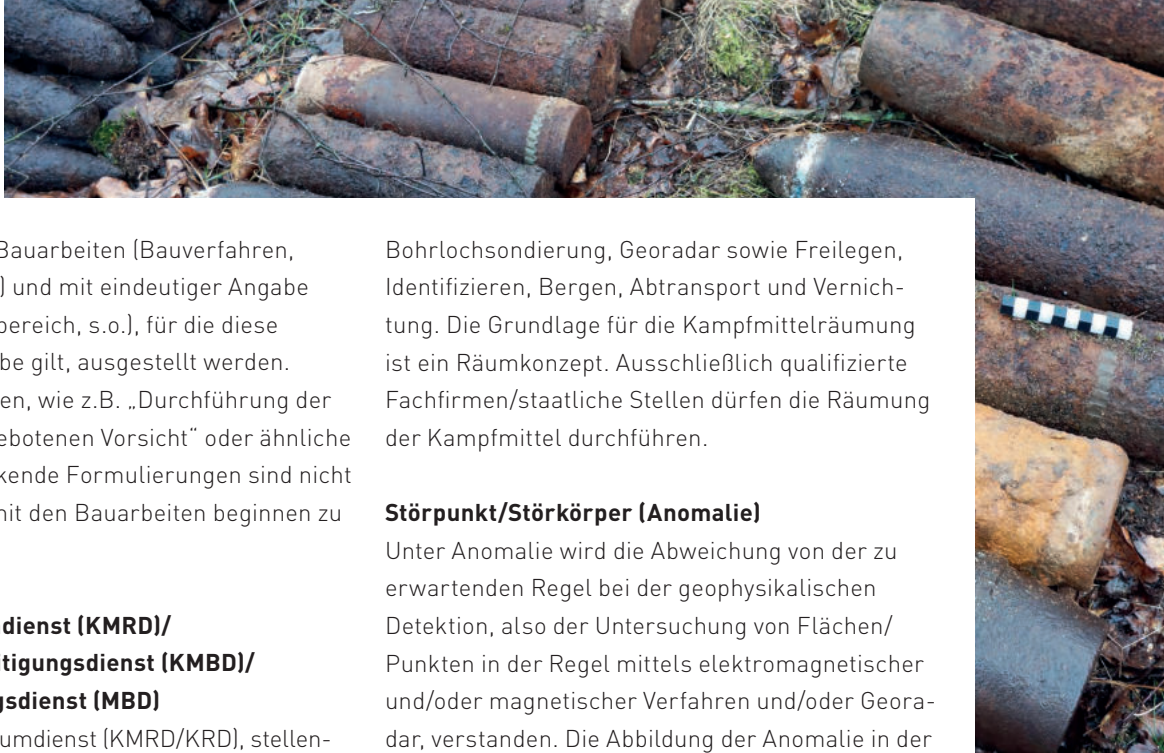 Bauarbeiten (Bauverfahren,
) und mit eindeutiger Angabe
bereich, s.o.), für die diese
be gilt, ausgestellt werden.
en, wie z.B. „Durchführung der
ebotenen Vorsicht“ oder ähnliche
kende Formulierungen sind nicht
mit den Bauarbeiten beginnen zu
dienst (KMRD)/
tigungsdienst (KMBD)/
gsdienst (MBD)
umdienst (KMRD/KRD), stellen-
Bohrlochsondierung, Georadar sowie Freilegen,
Identifizieren, Bergen, Abtransport und Vernich-
tung. Die Grundlage für die Kampfmittelräumung
ist ein Räumkonzept. Ausschließlich qualifizierte
Fachfirmen/staatliche Stellen dürfen die Räumung
der Kampfmittel durchführen.
Störpunkt/Störkörper (Anomalie)
Unter Anomalie wird die Abweichung von der zu
erwartenden Regel bei der geophysikalischen
Detektion, also der Untersuchung von Flächen/
Punkten in der Regel mittels elektromagnetischer
und/oder magnetischer Verfahren und/oder Geora-
dar, verstanden. Die Abbildung der Anomalie in der